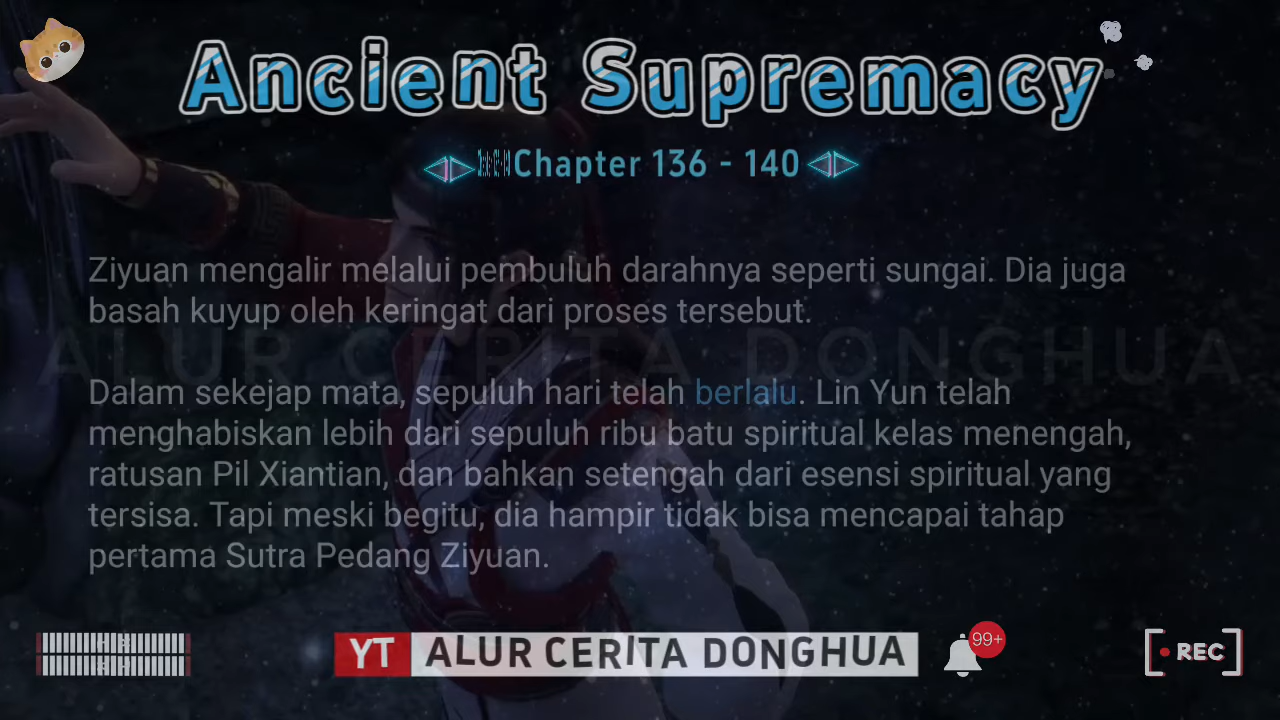 Ancient Supremacy
Chapter 136 - 140
Ziyuan mengalir melalui pembuluh darahnya seperti sungai. Dia juga
basah kuyup oleh keringat dari proses tersebut.
ALUR CERITA DONGHUA
Dalam sekejap mata, sepuluh hari telah berlalu. Lin Yun telah
menghabiskan lebih dari sepuluh ribu batu spiritual kelas menengah,
ratusan Pil Xiantian, dan bahkan setengah dari esensi spiritual yang
tersisa. Tapi meski begitu, dia hampir tidak bisa mencapai tahap
pertama Sutra Pedang Ziyuan.
YT ALUR CERITA DONGHUA
99+
REC